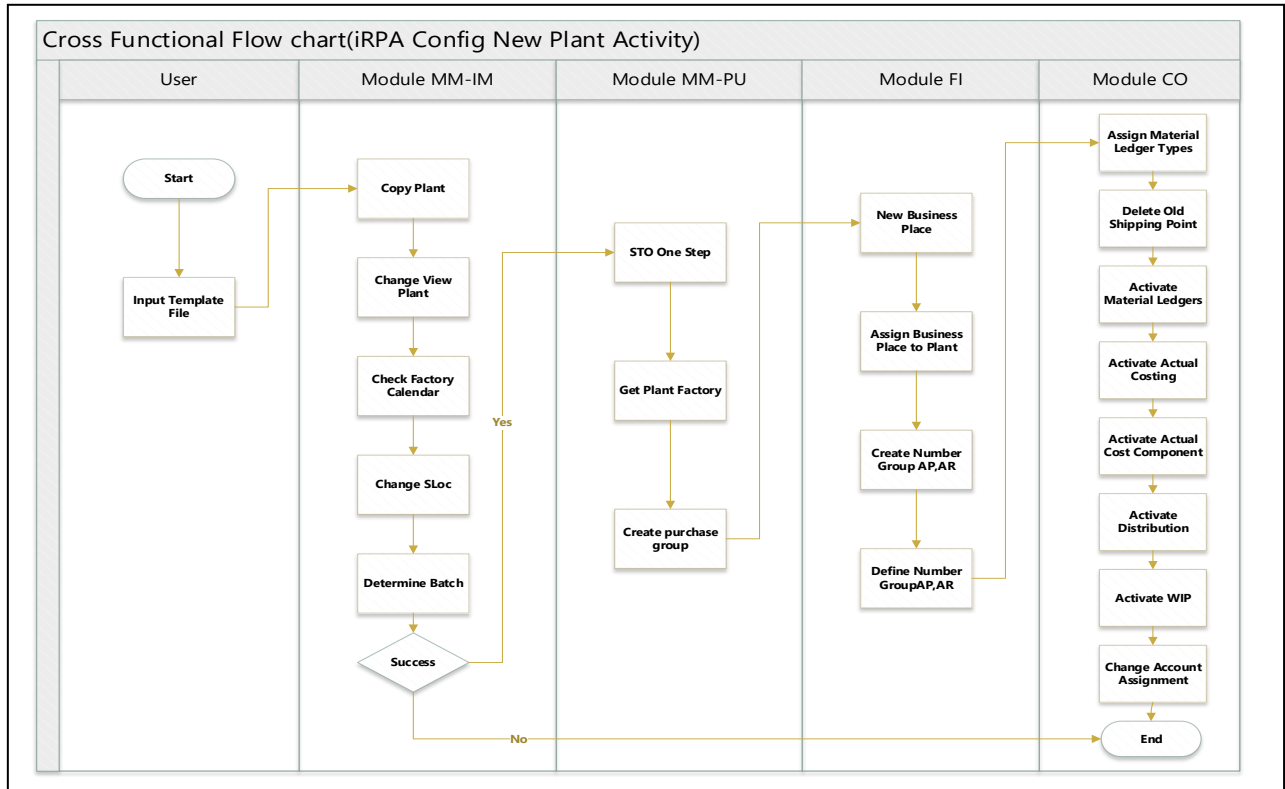 Cross Functional Flow chart(iRPA Config New Plant Activity)
User
Module MM-IM
Module MM-PU
Module FI
Module CO
Start
Input Template
File
Copy Plant
Change View
Plant
Check Factory
Calendar
Change SLoc
Determine Batch
Success
Yes
No
STO One Step
Get Plant Factory
Create purchase
group
New Business
Place
Assign Business
Place to Plant
Create Number
Group AP,AR
Define Number
GroupAP,AR
Assign Material
Ledger Types
Delete Old
Shipping Point
Activate
Material Ledgers
Activate Actual
Costing
Activate Actual
Cost Component
Activate
Distribution
Activate WIP
Change Account
Assignment
End